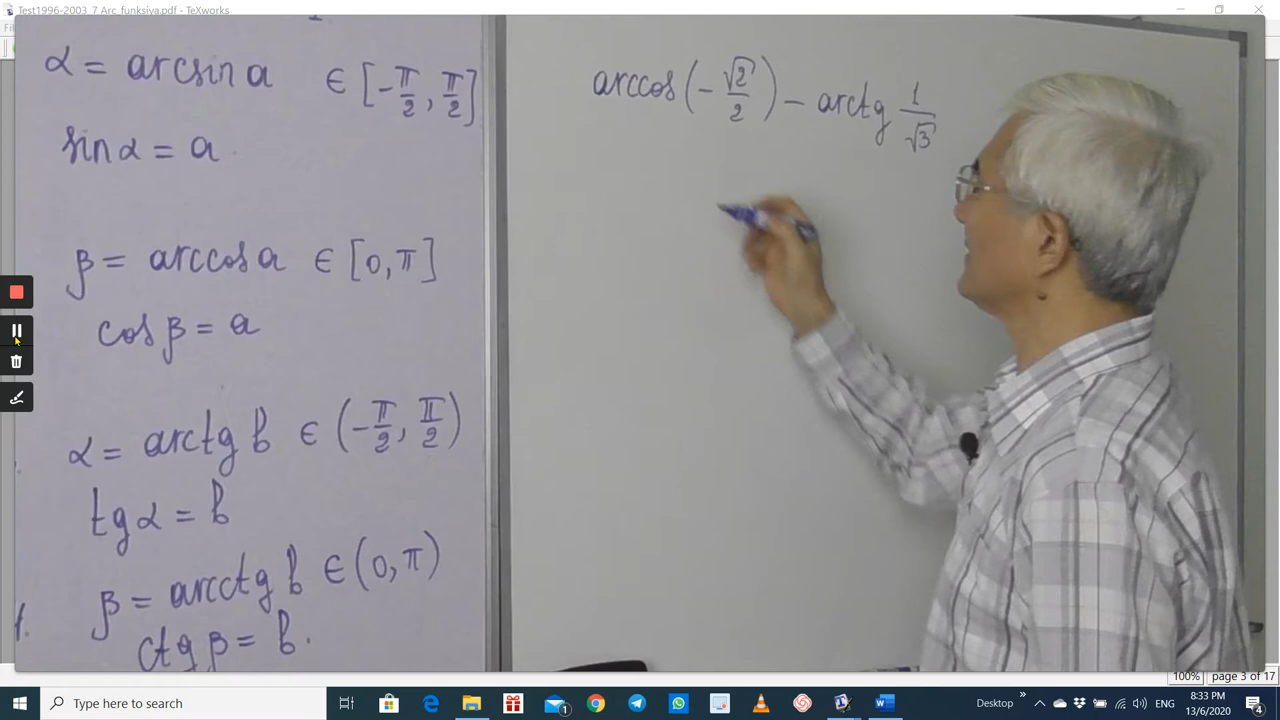 Test1996-2003_7 Arc_funksiya.pdf - TeXworks
α = arcsin a ∈ [-π/2, π/2]
sin α = a
β = arccos a ∈ [0, π]
cos β = a
α = arctg b ∈ (-π/2, π/2)
tg α = b
β = arcctg b ∈ (0, π)
ctg β = b.
arccos(-√2/2) - arctg 1/√3
100% page 3 of 17
Type here to search
1
Desktop
»
ENG
8:33 PM
13/6/2020
4